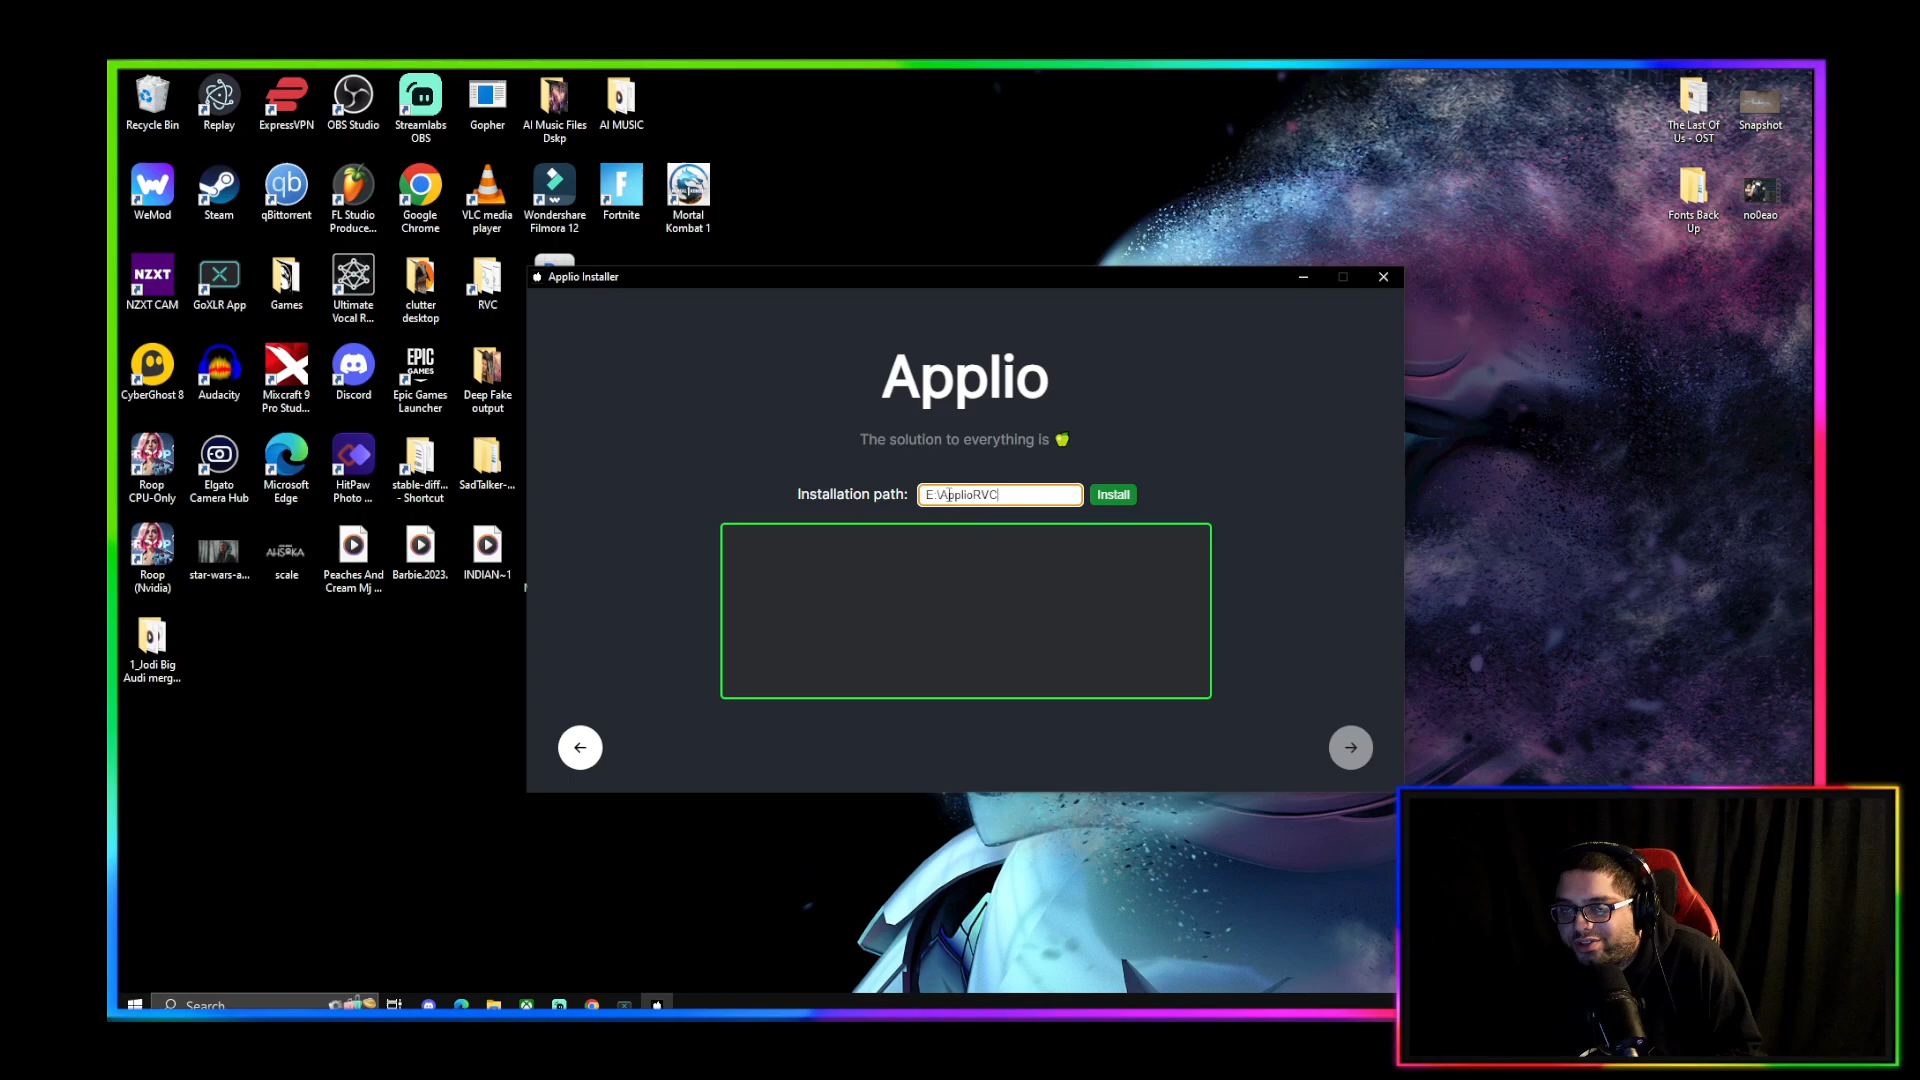 Recycle Bin
Replay
ExpressVPN
OBS Studio
Streamlabs
OBS
Gopher
AI Music Files
Dskp
AI MUSIC
The Last Of
Us - OST
Snapshot
WeMod
Steam
qBittorrent
FL Studio
Produce...
Google
Chrome
VLC media
player
Wondershare
Filmora 12
Fortnite
Mortal
Kombat 1
Fonts Back
Up
no0eao
NZXT
NZXT CAM
GoXLR App
Games
Ultimate
Vocal R...
clutter
desktop
RVC
Applio Installer
CyberGhost 8
Audacity
Mixcraft 9
Pro Stud...
Discord
EPIC
GAMES
Epic Games
Launcher
Deep Fake
output
Applio
The solution to everything is 🍏
Roop
CPU-Only
Elgato
Camera Hub
Microsoft
Edge
HitPaw
Photo ...
stable-diff...
- Shortcut
SadTalker-...
Installation path:
E:\ApplioRVC
Install
Roop
(Nvidia)
star-wars-a...
AHSOKA
scale
Peaches And
Cream Mj ...
Barbie.2023.
INDIAN~1
1_Jodi Big
Audi merg...
Search